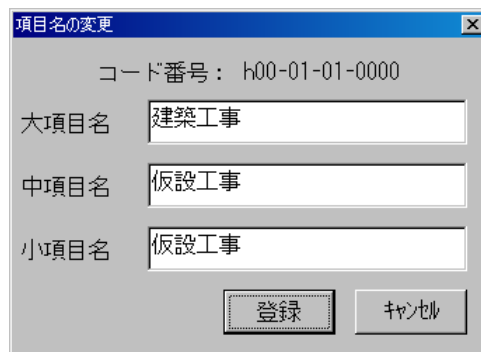 項目名の変更
コード番号： h00-01-01-0000
大項目名 建築工事
中項目名 仮設工事
小項目名 仮設工事
登録 ｷｬﾝｾﾙ